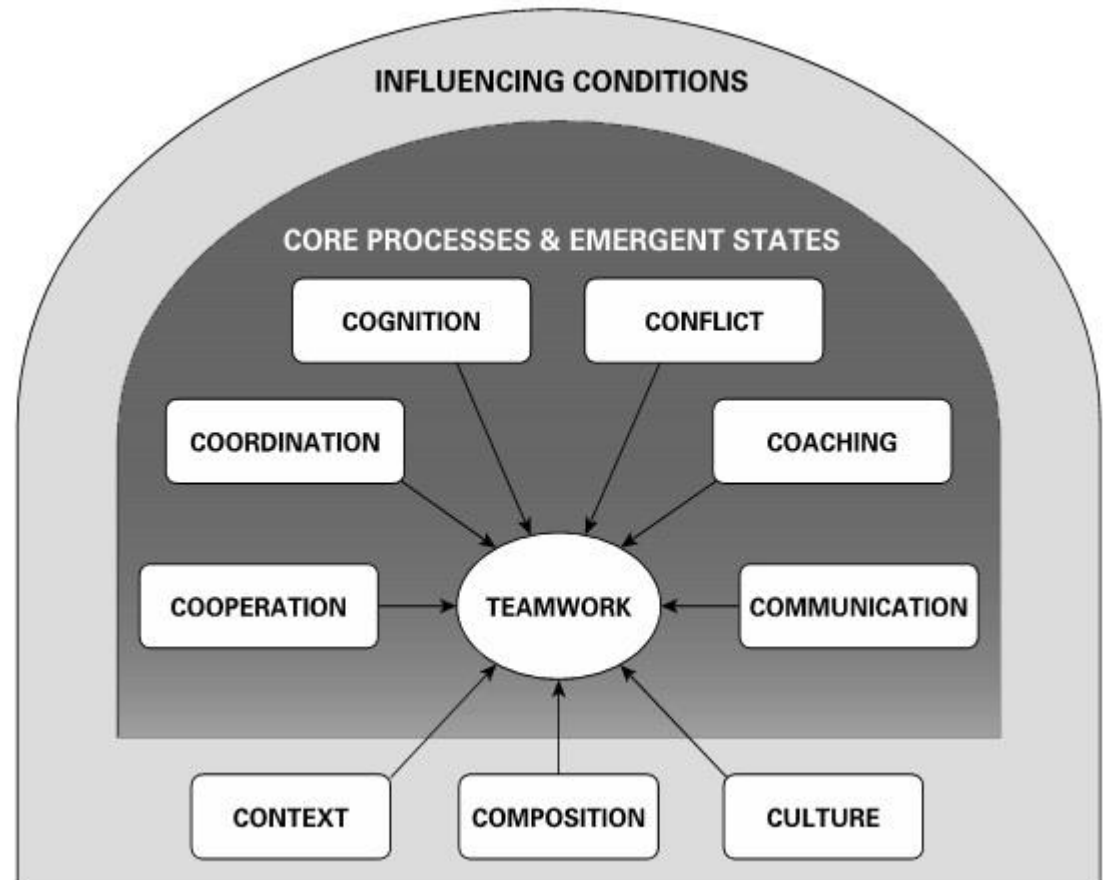 INFLUENCING CONDITIONS
CORE PROCESSES & EMERGENT STATES
COGNITION
CONFLICT
COORDINATION
COACHING
COOPERATION
TEAMWORK
COMMUNICATION
CONTEXT
COMPOSITION
CULTURE